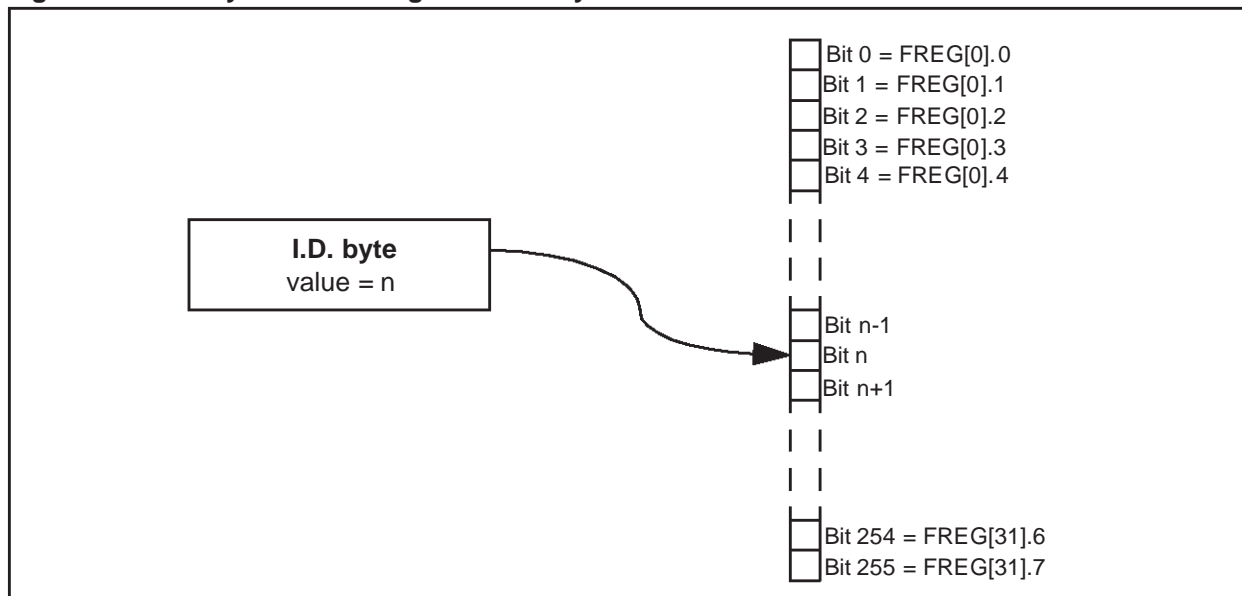 I.D. byte
value = n
Bit 0 = FREG[0].0
Bit 1 = FREG[0].1
Bit 2 = FREG[0].2
Bit 3 = FREG[0].3
Bit 4 = FREG[0].4
Bit n-1
Bit n
Bit n+1
Bit 254 = FREG[31].6
Bit 255 = FREG[31].7